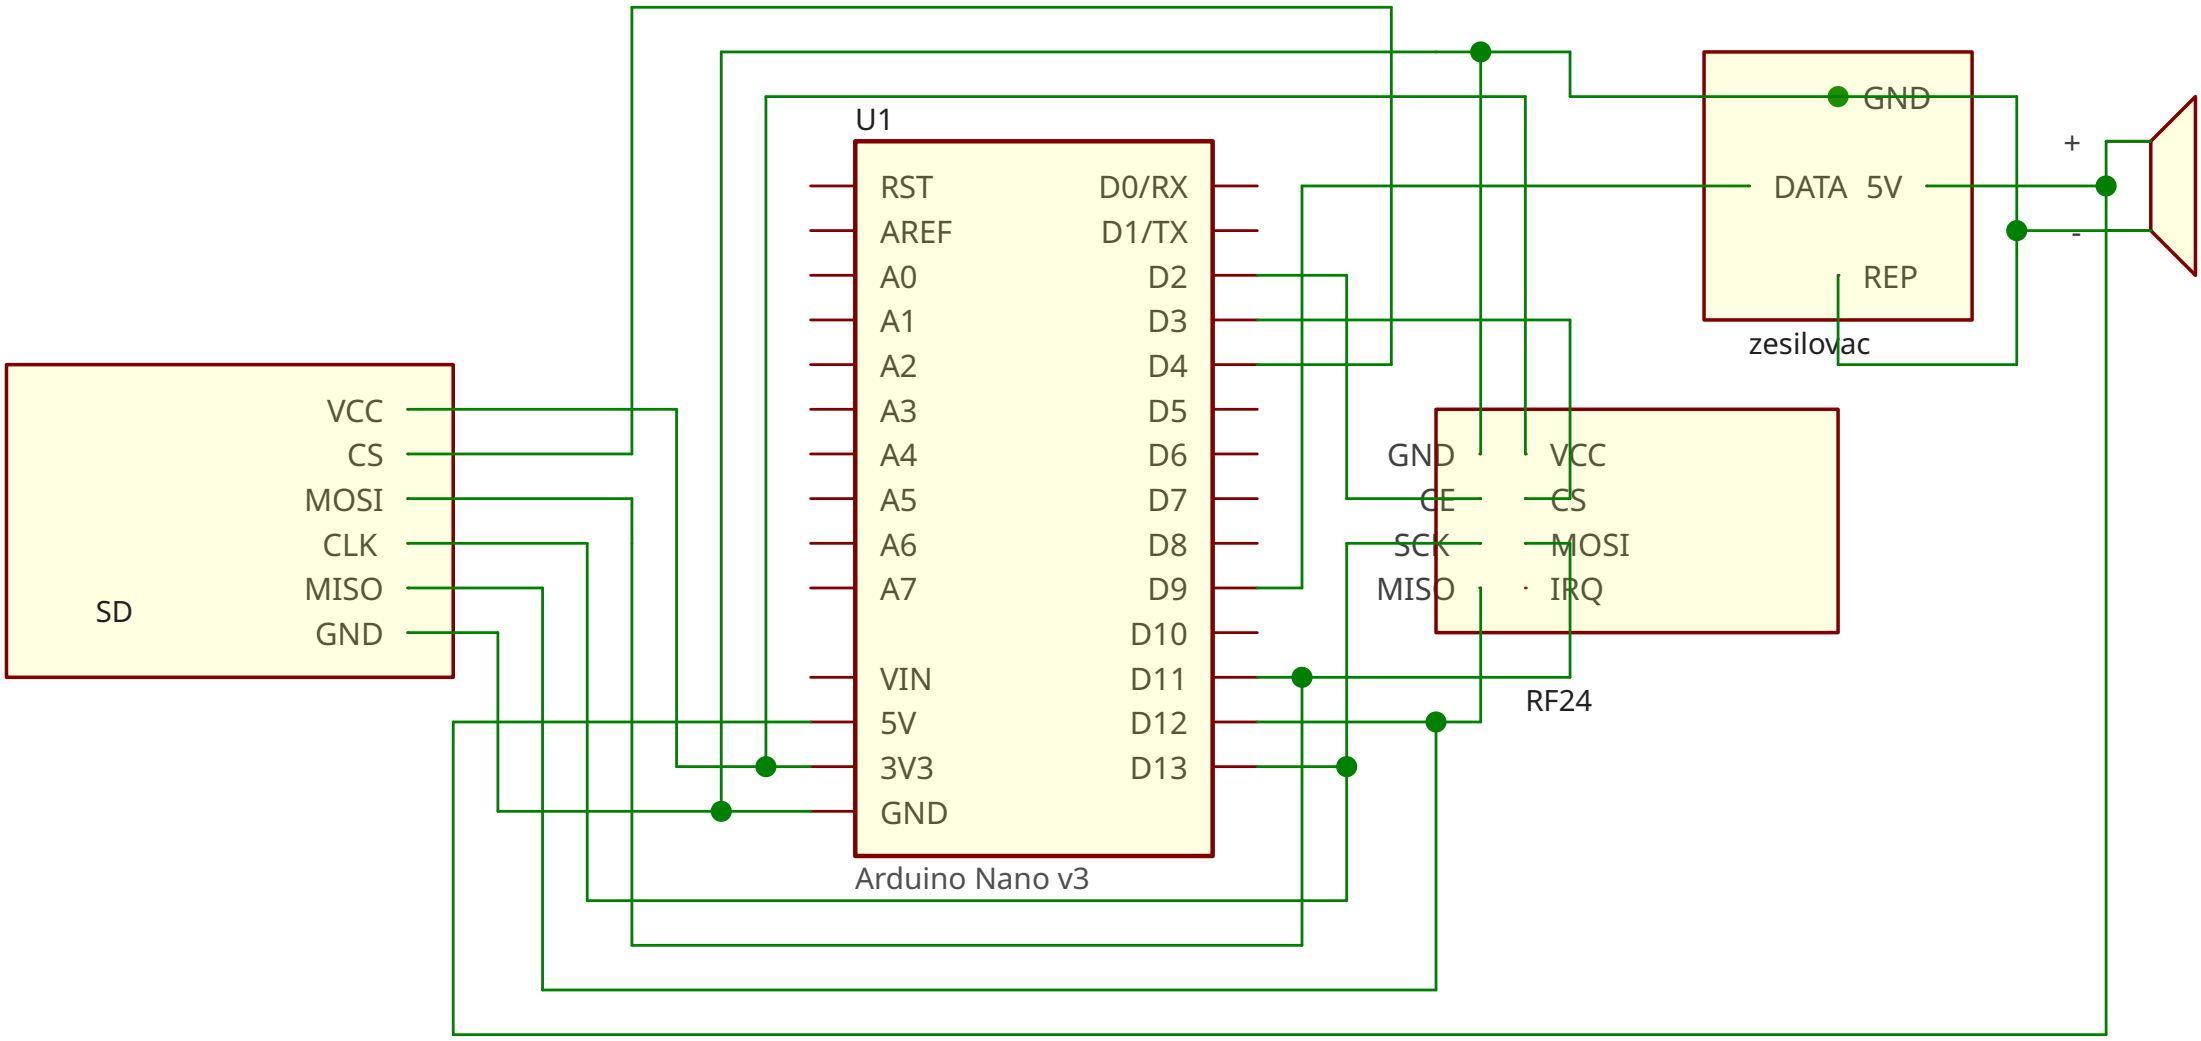 U1
RST
AREF
A0
A1
A2
A3
A4
A5
A6
A7
VIN
5V
3V3
GND
D0/RX
D1/TX
D2
D3
D4
D5
D6
D7
D8
D9
D10
D11
D12
D13
Arduino Nano v3
VCC
CS
MOSI
CLK
MISO
GND
SD
GND
DATA 5V
REP
zesilovac
+
-
GND VCC
CE CS
SCK MOSI
MISO IRQ
RF24